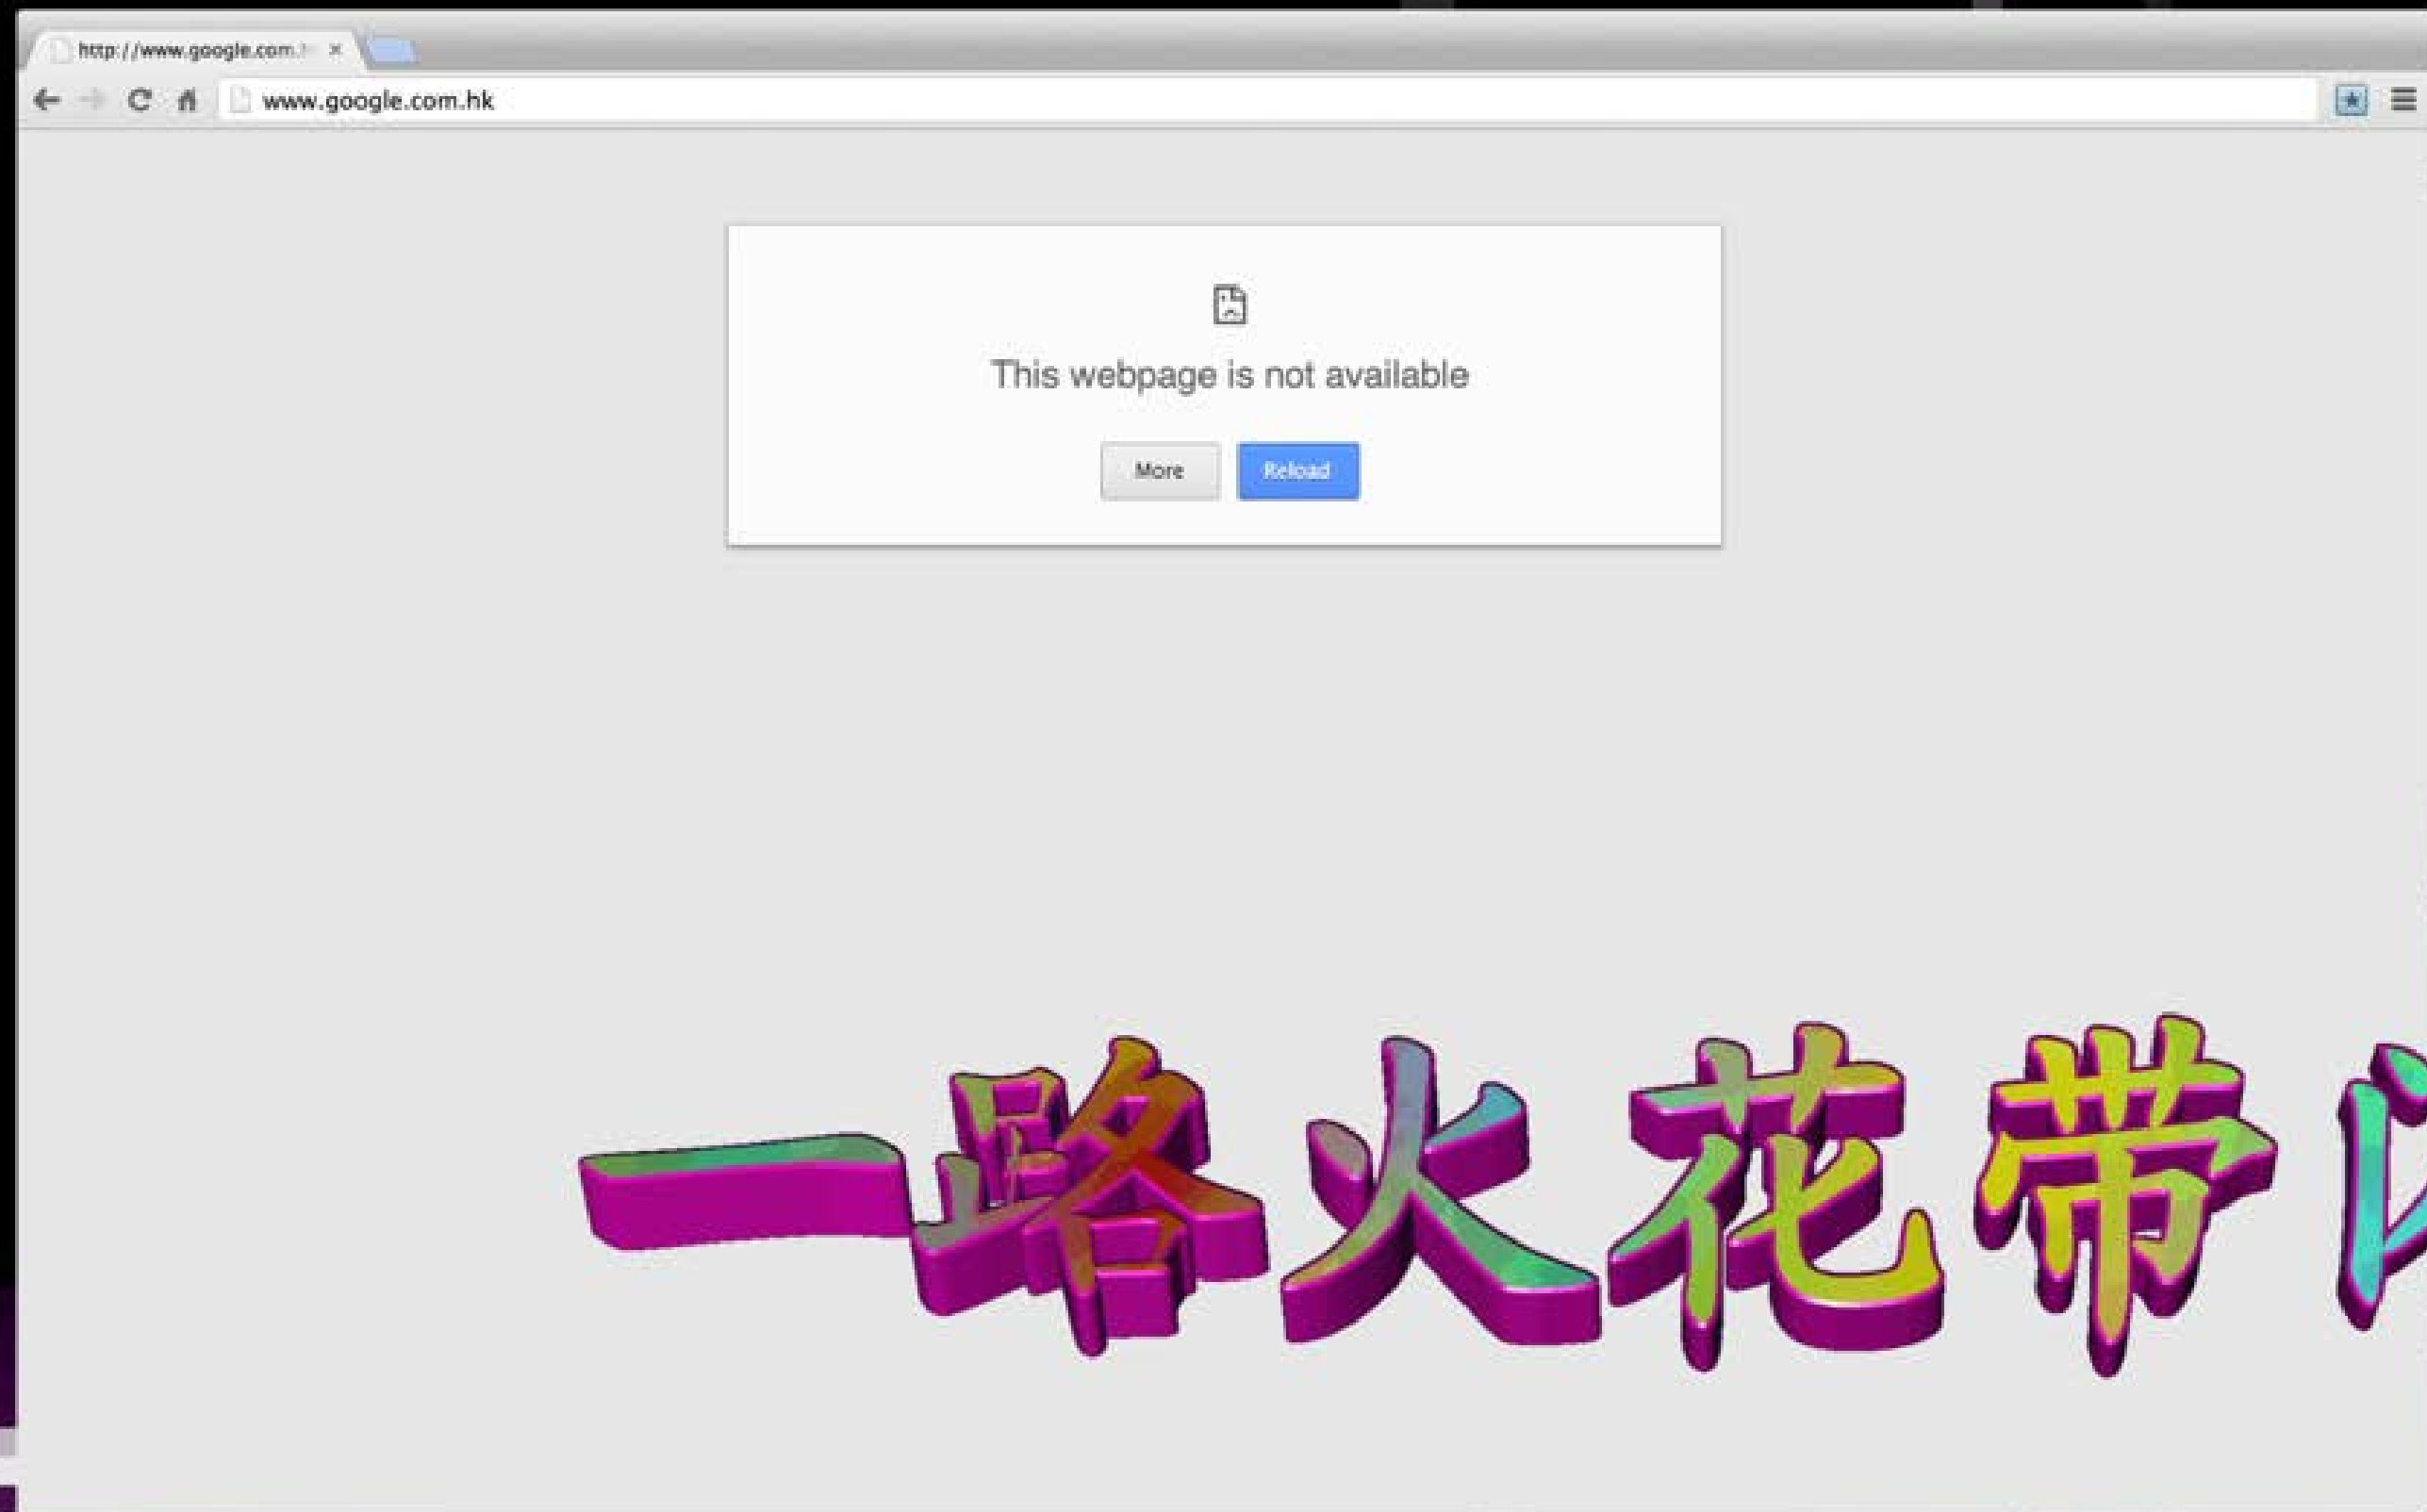 http://www.google.com.
www.google.com.hk
This webpage is not available
More
Reload
一路火花带